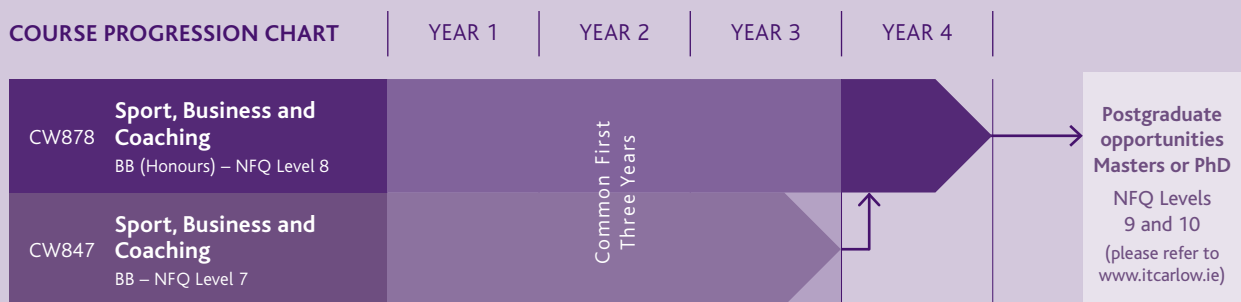 COURSE PROGRESSION CHART
YEAR 1
YEAR 2
YEAR 3
YEAR 4
CW878
Sport, Business and
Coaching
BB (Honours) – NFQ Level 8
CW847
Sport, Business and
Coaching
BB – NFQ Level 7
Common First
Three Years
Postgraduate
opportunities
Masters or PhD
NFQ Levels
9 and 10
(please refer to
www.itcarlow.ie)